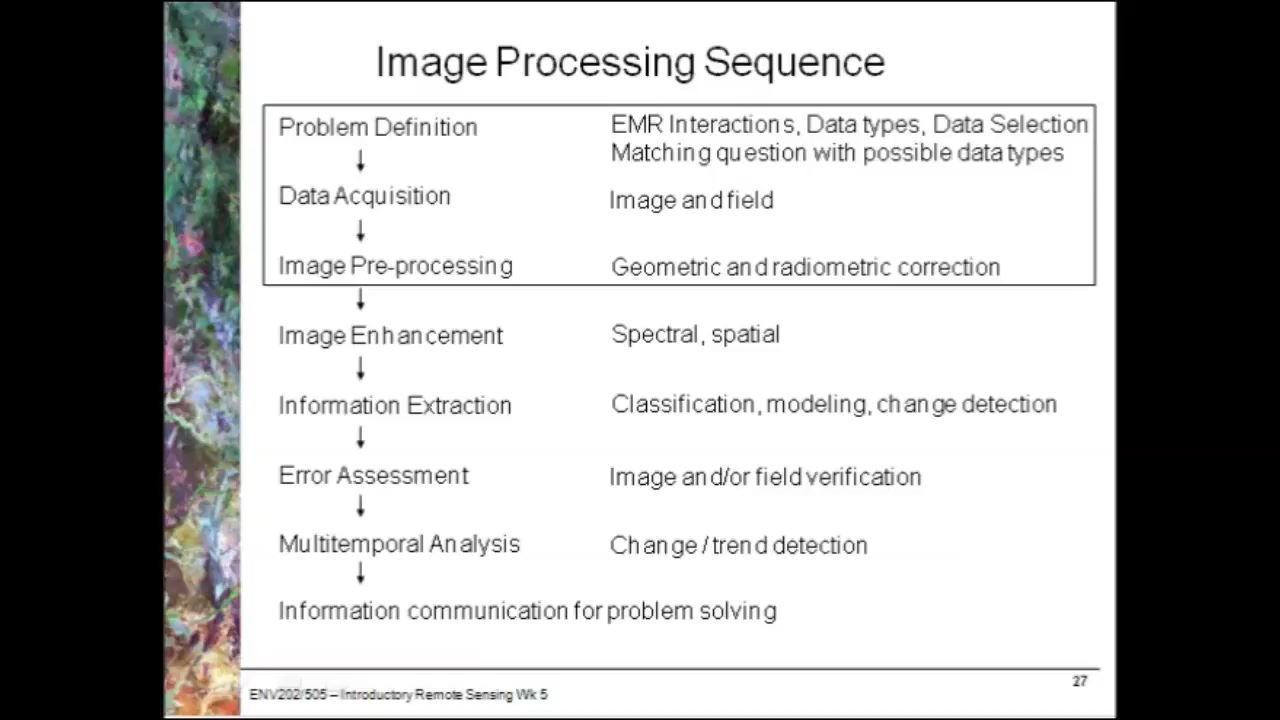 Image Processing Sequence
Problem Definition
EMR Interactions, Data types, Data Selection
Matching question with possible data types
Data Acquisition
Image and field
Image Pre-processing
Geometric and radiometric correction
Image Enhancement
Spectral, spatial
Information Extraction
Classification, modeling, change detection
Error Assessment
Image and/or field verification
Multitemporal Analysis
Change / trend detection
Information communication for problem solving
ENV202/505 – Introductory Remote Sensing Wk 5
27